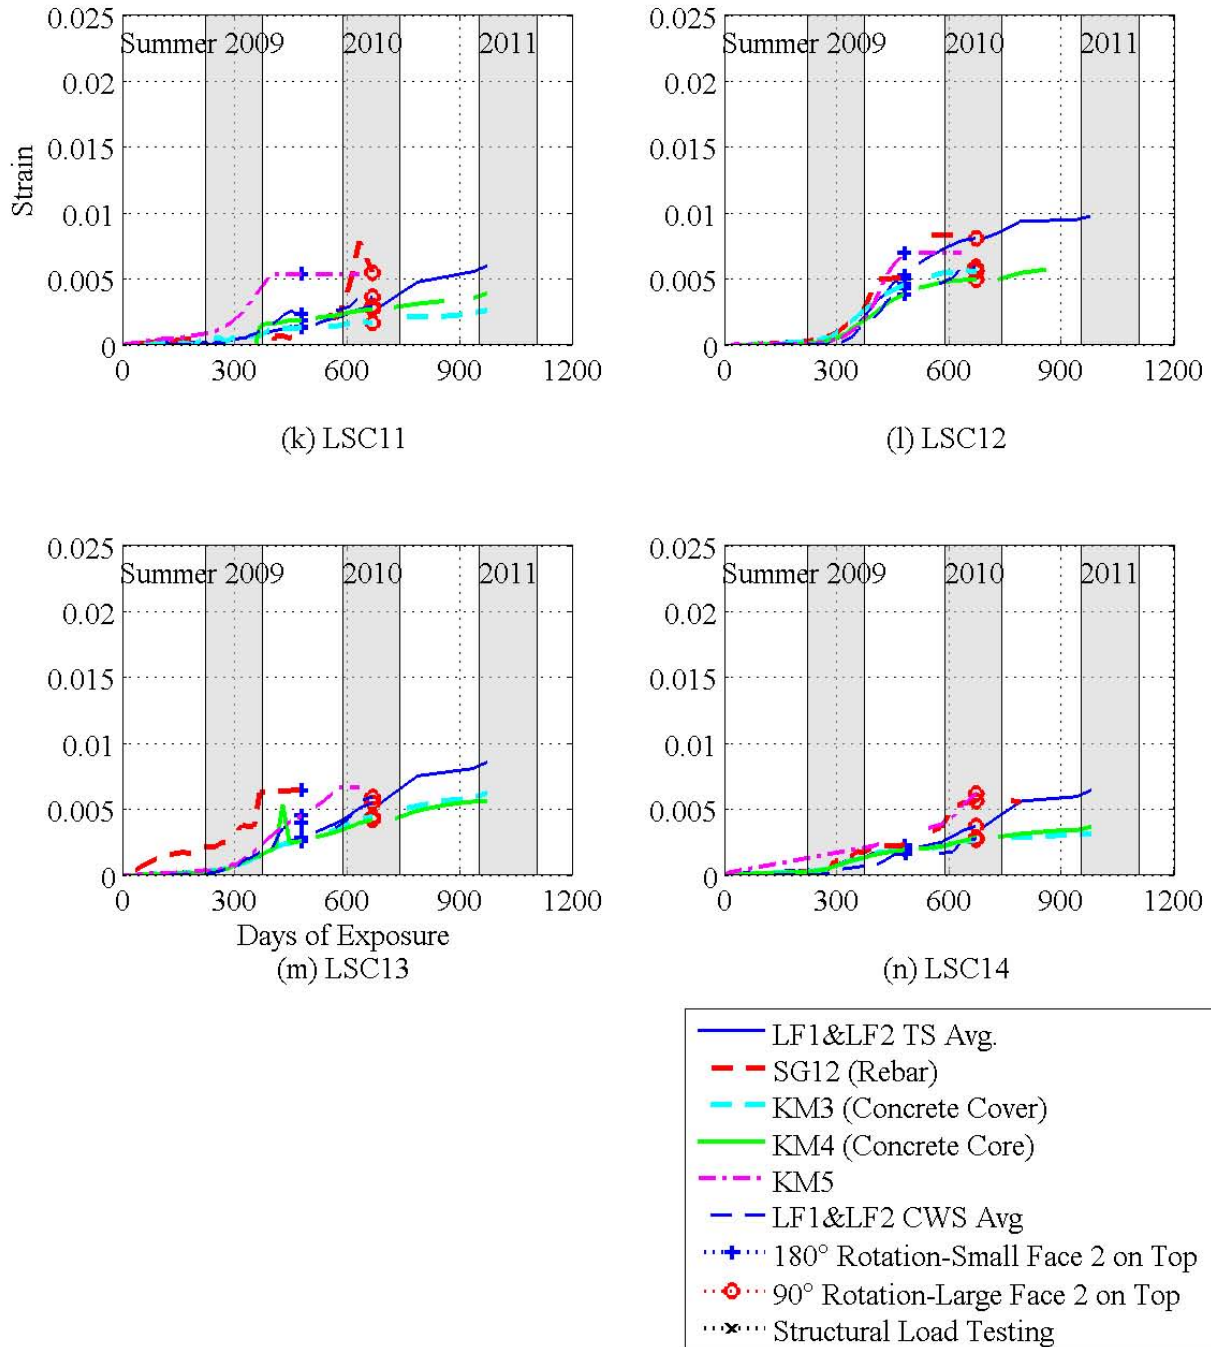 0.025
Summer 2009
2010
2011
0.02
0.015
0.01
0.005
0
Strain
0 300 600 900 1200
(k) LSC11
0.025
Summer 2009
2010
2011
0.02
0.015
0.01
0.005
0
0 300 600 900 1200
(l) LSC12
0.025
Summer 2009
2010
2011
0.02
0.015
0.01
0.005
0
0 300 600 900 1200
Days of Exposure
(m) LSC13
0.025
Summer 2009
2010
2011
0.02
0.015
0.01
0.005
0
0 300 600 900 1200
(n) LSC14
LF1&LF2 TS Avg.
SG12 (Rebar)
KM3 (Concrete Cover)
KM4 (Concrete Core)
KM5
LF1&LF2 CWS Avg
180° Rotation-Small Face 2 on Top
90° Rotation-Large Face 2 on Top
Structural Load Testing